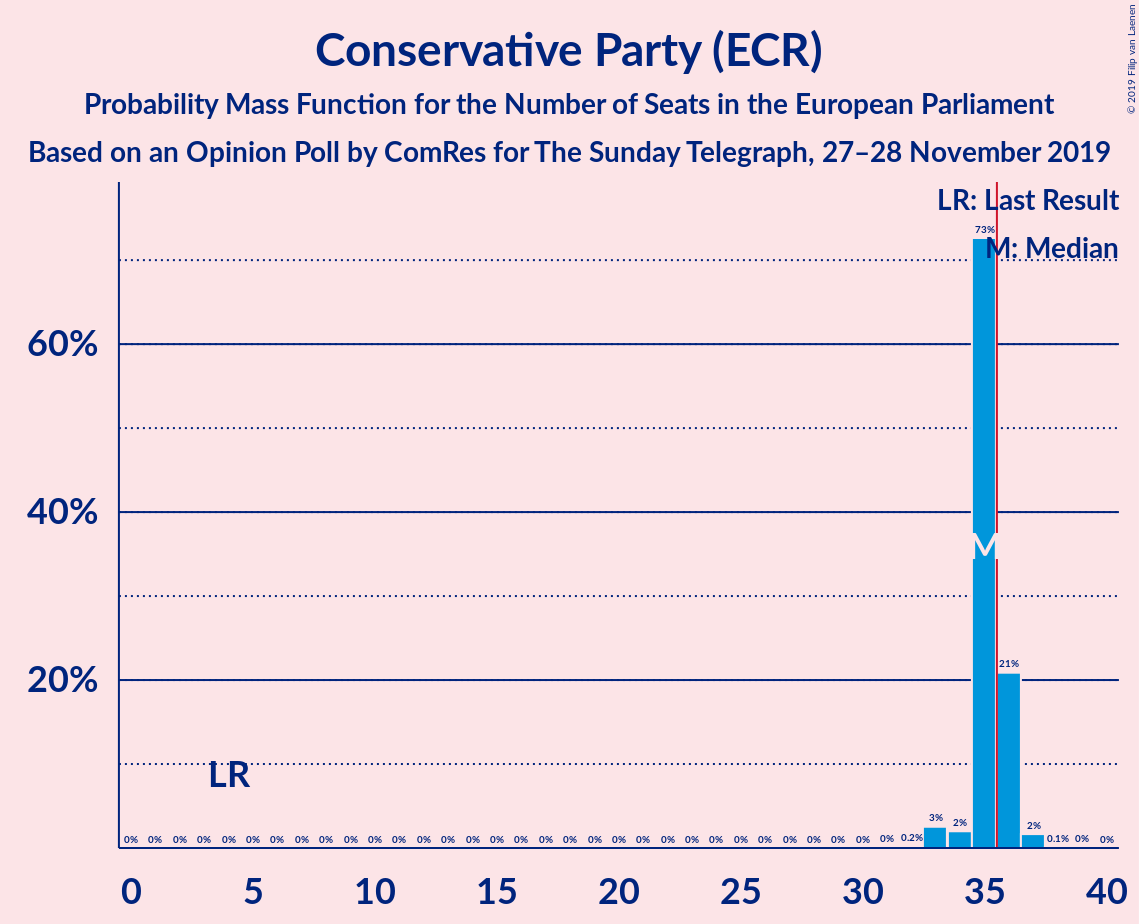 Conservative Party (ECR)
Probability Mass Function for the Number of Seats in the European Parliament
Based on an Opinion Poll by ComRes for The Sunday Telegraph, 27–28 November 2019
© 2019 Filip van Laenen
LR: Last Result
M: Median
73%
60%
40%
M
21%
20%
LR
0% 0% 0% 0% 0% 0% 0% 0% 0% 0% 0% 0% 0% 0% 0% 0% 0% 0% 0% 0% 0% 0% 0% 0% 0% 0% 0% 0% 0% 0% 0% 0% 0.2% 3% 2% 2% 0.1% 0% 0%
0 5 10 15 20 25 30 35 40